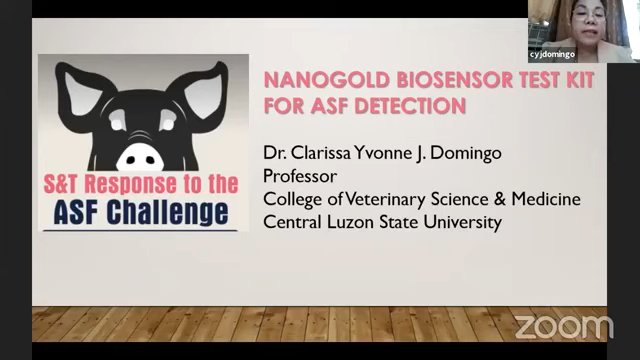 cyjdomingo
NANOGOLD BIOSENSOR TEST KIT
FOR ASF DETECTION
S&T Response to the
ASF Challenge
Dr. Clarissa Yvonne J. Domingo
Professor
College of Veterinary Science & Medicine
Central Luzon State University
zoom